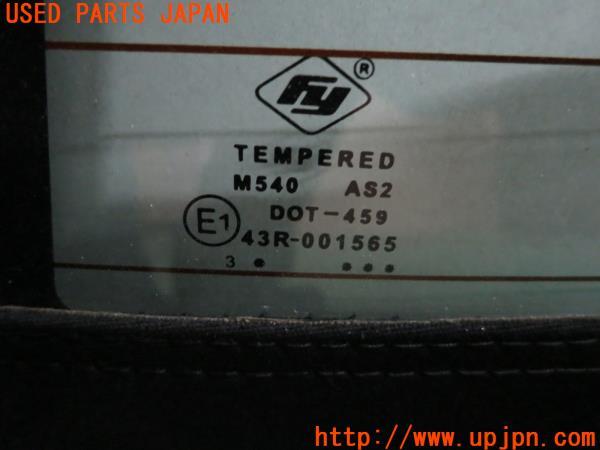 USED PARTS JAPAN
FY ®
TEMPERED
M540 AS2
DOT-459
E1
43R-001565
3 • •••
http://www.upjpn.com/